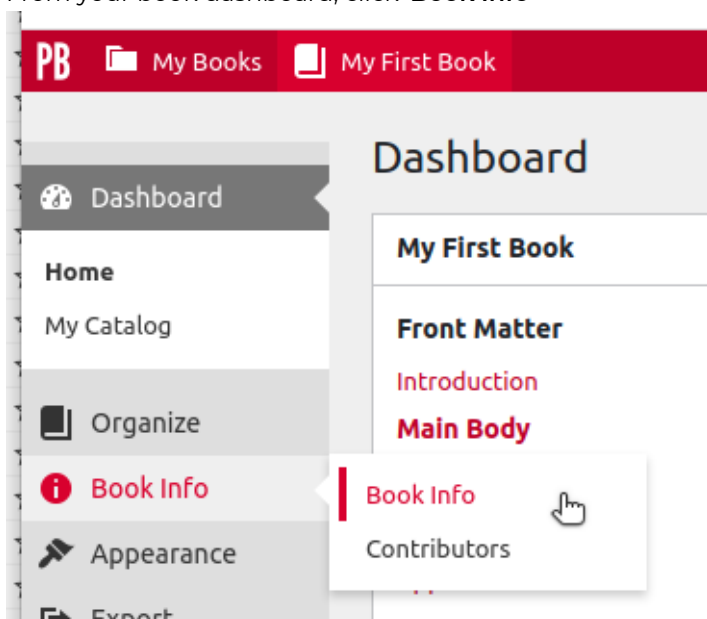 PB My Books My First Book
Dashboard
Dashboard
Home
My Catalog
Organize
Book Info
Appearance
My First Book
Front Matter
Introduction
Main Body
Book Info
Contributors